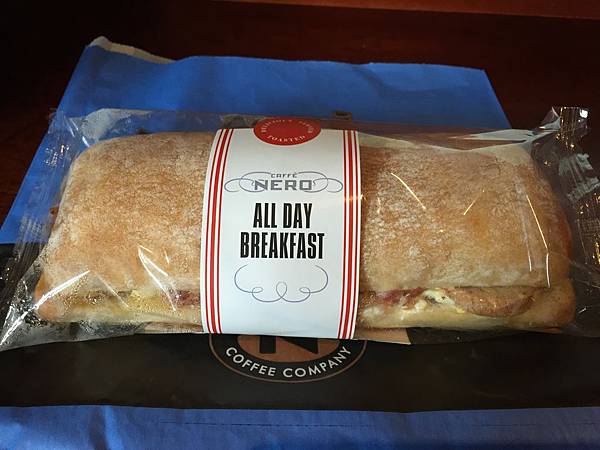 TOASTED
CAFFÈ
NERO
ALL DAY
BREAKFAST
N
COFFEE COMPANY